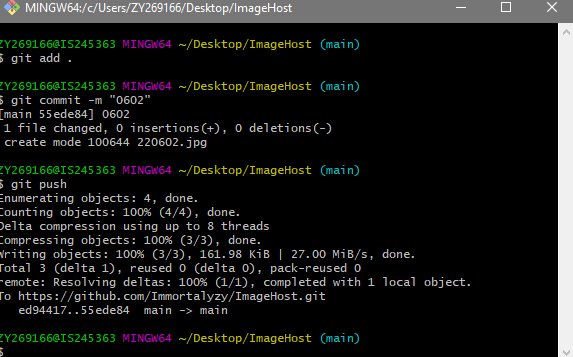 MINGW64:/c/Users/ZY269166/Desktop/ImageHost
ZY269166@IS245363 MINGW64 ~/Desktop/ImageHost (main)
$ git add .
ZY269166@IS245363 MINGW64 ~/Desktop/ImageHost (main)
$ git commit -m "0602"
[main 55ede84] 0602
1 file changed, 0 insertions(+), 0 deletions(-)
create mode 100644 220602.jpg
ZY269166@IS245363 MINGW64 ~/Desktop/ImageHost (main)
$ git push
Enumerating objects: 4, done.
Counting objects: 100% (4/4), done.
Delta compression using up to 8 threads
Compressing objects: 100% (3/3), done.
Writing objects: 100% (3/3), 161.98 KiB | 27.00 MiB/s, done.
Total 3 (delta 1), reused 0 (delta 0), pack-reused 0
remote: Resolving deltas: 100% (1/1), completed with 1 local object.
To https://github.com/Immortalyzy/ImageHost.git
ed94417..55ede84 main -> main
ZY269166@IS245363 MINGW64 ~/Desktop/ImageHost (main)
$